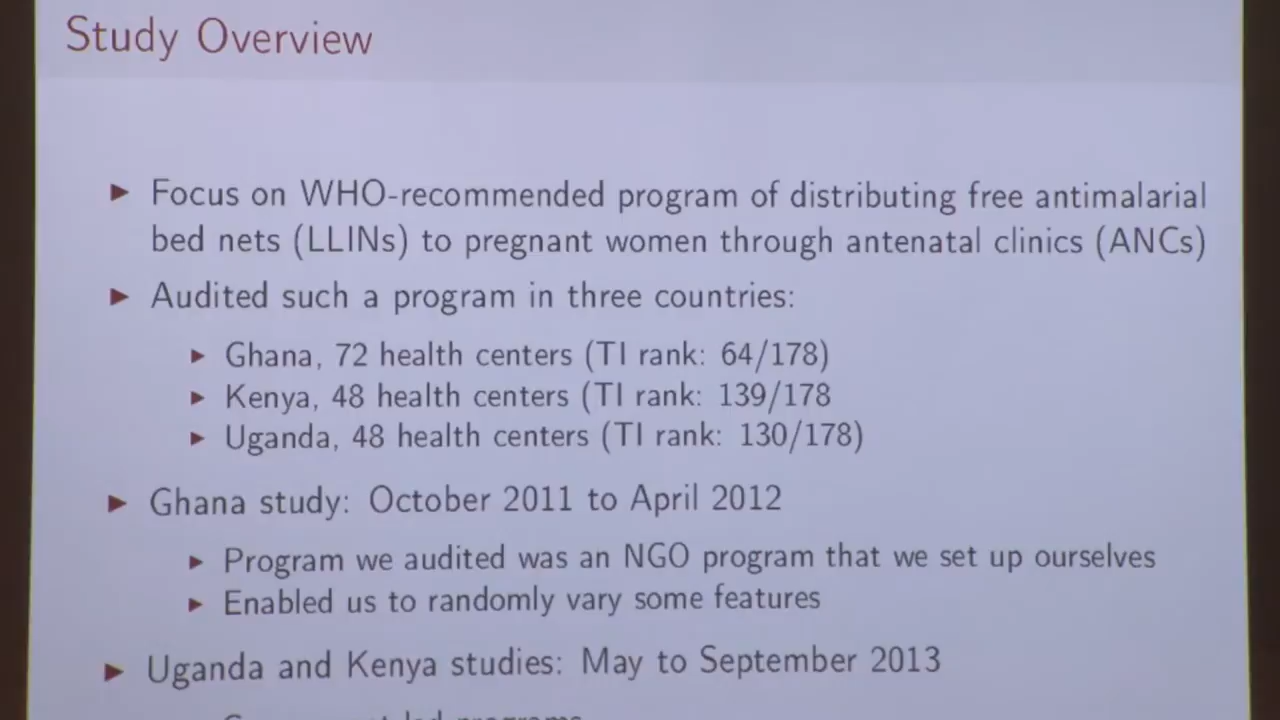 Study Overview
► Focus on WHO-recommended program of distributing free antimalarial
bed nets (LLINs) to pregnant women through antenatal clinics (ANCs)
► Audited such a program in three countries:
► Ghana, 72 health centers (TI rank: 64/178)
► Kenya, 48 health centers (TI rank: 139/178
► Uganda, 48 health centers (TI rank: 130/178)
► Ghana study: October 2011 to April 2012
► Program we audited was an NGO program that we set up ourselves
► Enabled us to randomly vary some features
► Uganda and Kenya studies: May to September 2013